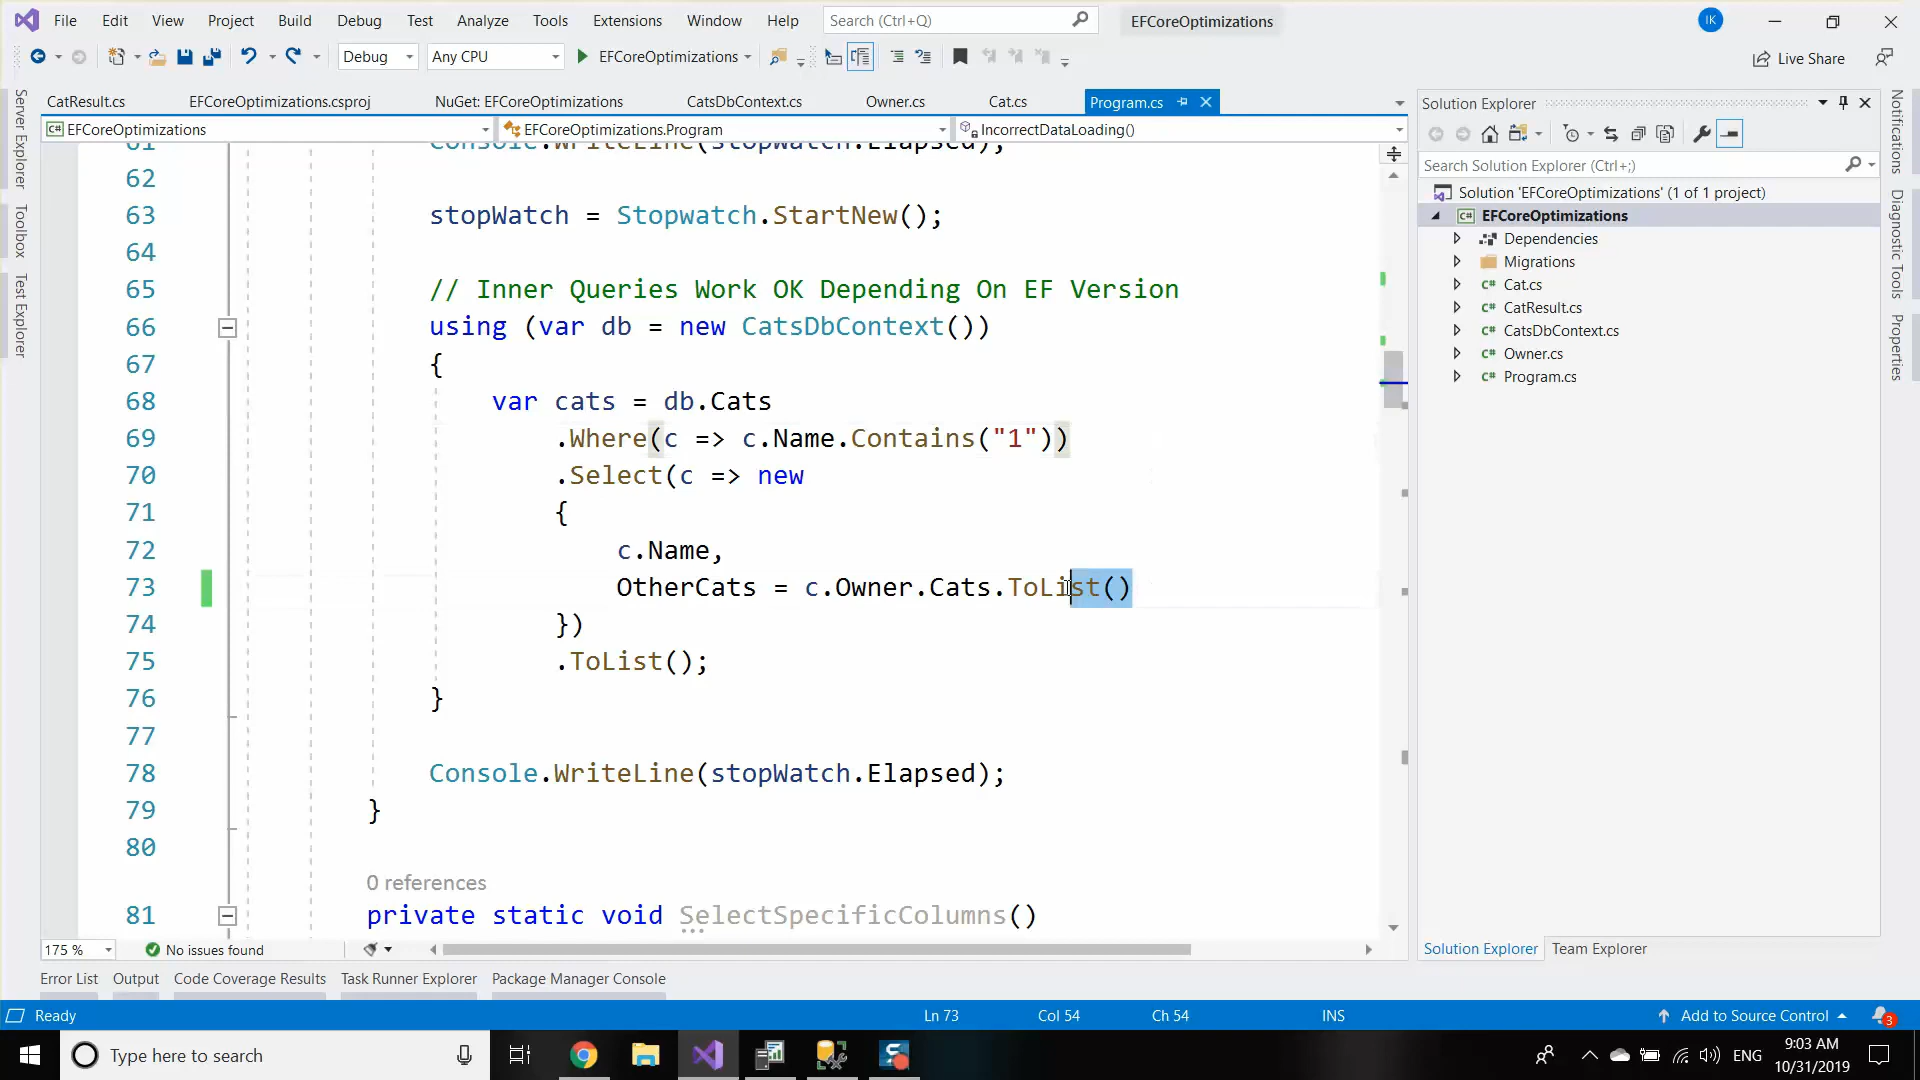 File Edit View Project Build Debug Test Analyze Tools Extensions Window Help Search (Ctrl+Q) EFCoreOptimizations IK
Debug Any CPU EFCoreOptimizations Live Share
CatResult.cs EFCoreOptimizations.csproj NuGet: EFCoreOptimizations CatsDbContext.cs Owner.cs Cat.cs Program.cs
EFCoreOptimizations EFCoreOptimizations.Program IncorrectDataLoading()
61 Console.WriteLine(stopWatch.Elapsed);
62
63 stopWatch = Stopwatch.StartNew();
64
65 // Inner Queries Work OK Depending On EF Version
66 using (var db = new CatsDbContext())
67 {
68 var cats = db.Cats
69 .Where(c => c.Name.Contains("1"))
70 .Select(c => new
71 {
72 c.Name,
73 OtherCats = c.Owner.Cats.ToList()
74 })
75 .ToList();
76 }
77
78 Console.WriteLine(stopWatch.Elapsed);
79 }
80
0 references
81 private static void SelectSpecificColumns()
175 % No issues found
Server Explorer
Toolbox
Test Explorer
Solution Explorer
Search Solution Explorer (Ctrl+;)
Solution 'EFCoreOptimizations' (1 of 1 project)
EFCoreOptimizations
Dependencies
Migrations
Cat.cs
CatResult.cs
CatsDbContext.cs
Owner.cs
Program.cs
Solution Explorer Team Explorer
Notifications
Diagnostic Tools
Properties
Error List Output Code Coverage Results Task Runner Explorer Package Manager Console
Ready Ln 73 Col 54 Ch 54 INS Add to Source Control 3
Type here to search ENG 9:03 AM
10/31/2019